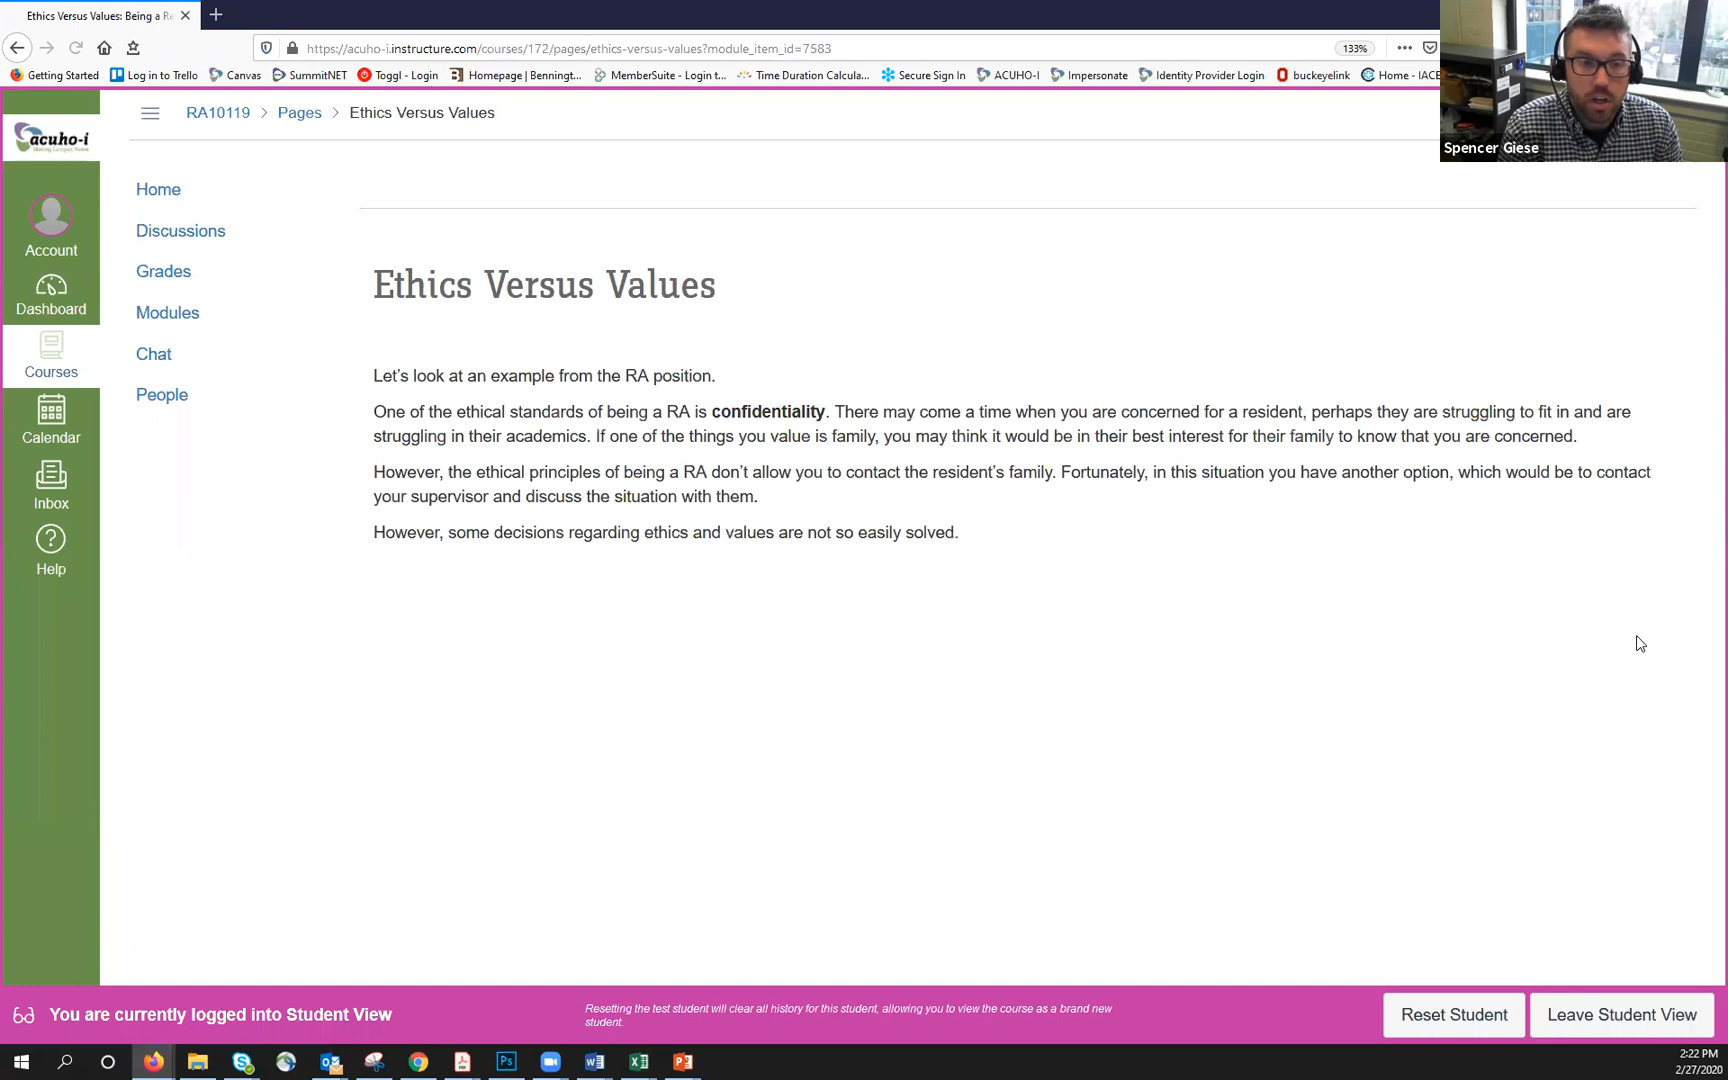 Ethics Versus Values: Being a Re
https://acuho-i.instructure.com/courses/172/pages/ethics-versus-values?module_item_id=7583
133%
Getting Started
Log in to Trello
Canvas
SummitNET
Toggl - Login
Homepage | Benningt...
MemberSuite - Login t...
Time Duration Calcula...
Secure Sign In
ACUHO-I
Impersonate
Identity Provider Login
buckeyelink
Home - IACE
Spencer Giese
acuho-i
RA10119 > Pages > Ethics Versus Values
Account
Dashboard
Courses
Calendar
Inbox
Help
Home
Discussions
Grades
Modules
Chat
People
Ethics Versus Values
Let's look at an example from the RA position.
One of the ethical standards of being a RA is confidentiality. There may come a time when you are concerned for a resident, perhaps they are struggling to fit in and are
struggling in their academics. If one of the things you value is family, you may think it would be in their best interest for their family to know that you are concerned.
However, the ethical principles of being a RA don't allow you to contact the resident's family. Fortunately, in this situation you have another option, which would be to contact
your supervisor and discuss the situation with them.
However, some decisions regarding ethics and values are not so easily solved.
You are currently logged into Student View
Resetting the test student will clear all history for this student, allowing you to view the course as a brand new
student.
Reset Student
Leave Student View
2:22 PM
2/27/2020